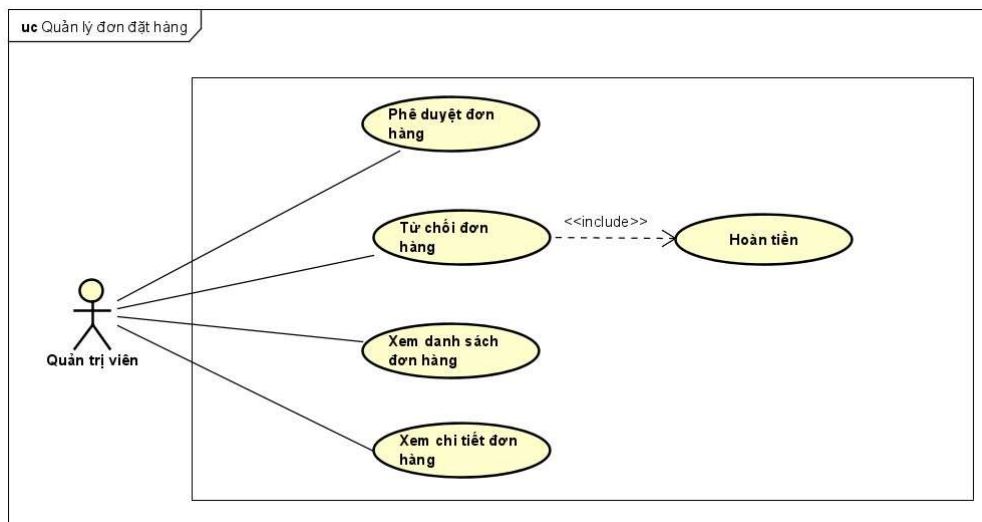 uc Quản lý đơn đặt hàng
Phê duyệt đơn
hàng
Từ chối đơn
hàng
<<include>>
Hoàn tiền
Xem danh sách
đơn hàng
Quản trị viên
Xem chi tiết đơn
hàng